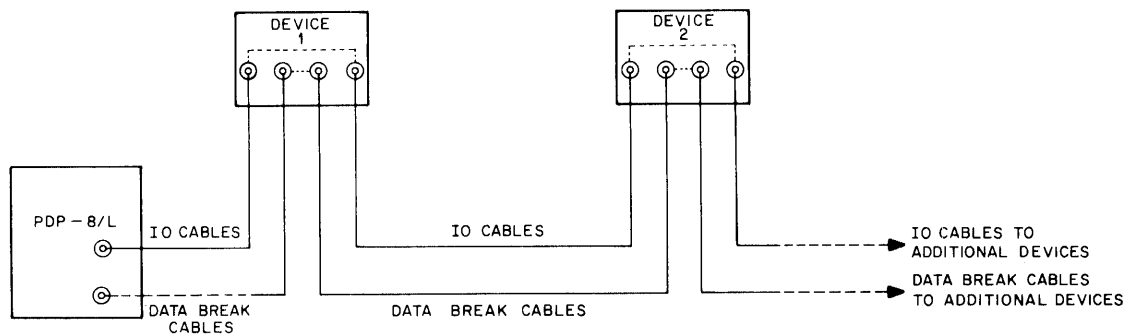 DEVICE
1
DEVICE
2
PDP-8/L
IO CABLES
IO CABLES
IO CABLES TO
ADDITIONAL DEVICES
DATA BREAK
CABLES
DATA BREAK CABLES
DATA BREAK CABLES
TO ADDITIONAL DEVICES